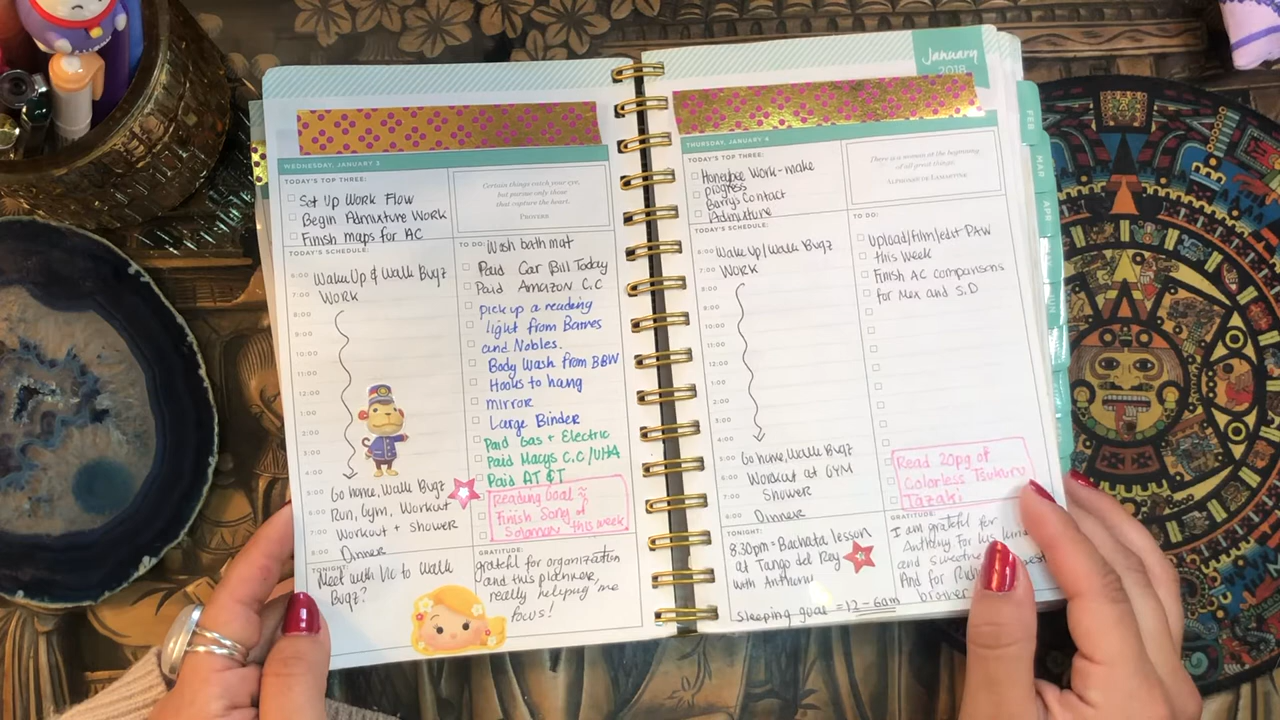 WEDNESDAY, JANUARY 3
TODAY'S TOP THREE:
Set Up Work Flow
Begin Admixture Work
Finish maps for AC
Certain things catch your eye,
but pursue only those
that capture the heart.
PROVERB
TODAY'S SCHEDULE:
6:00 Wake Up & Walk Bugz
7:00 Work
8:00
9:00
10:00
11:00
12:00
1:00
2:00
3:00
4:00
5:00 Go home, Walk Bugz
6:00 Run, Gym, Workout
7:00 Workout + shower
8:00 Dinner
TO DO: Wash bath mat
Paid Car Bill Today
Paid Amazon C.C
pick up a reading
light from Barnes
and Nobles.
Body Wash from BBW
Hooks to hang
mirror
Large Binder
Paid Gas + Electric
Paid Macys C.C/UHA
Paid AT&T
Reading Goal ~
Finish Song of
Solomon this week
TONIGHT:
Meet with Vic to Walk
Bugz?
GRATITUDE:
grateful for organization
and this planner,
really helping me
focus!
January
2018
THURSDAY, JANUARY 4
TODAY'S TOP THREE:
Honeybee Work-make
progress
Barry's Contact
Admixture
There is a woman at the beginning
of all great things.
ALPHONSE DE LAMARTINE
TODAY'S SCHEDULE:
6:00 Wake Up/Walk Bugz
7:00 Work
8:00
9:00
10:00
11:00
12:00
1:00
2:00
3:00
4:00
5:00 Go home, Walk Bugz
6:00 Workout at GYM
7:00 Shower
8:00 Dinner
TO DO:
Upload/Film/edit PAW
this week
Finish AC comparisons
for Mex and S.D
Read 20pg of
Colorless Tsukuru
Tazaki
TONIGHT:
8:30pm = Bachata lesson
at Tango del Rey
with Anthony
Sleeping goal = 12-6am
GRATITUDE:
I am grateful for
Anthony for his
and
And for
FEB
MAR
APR
JUN